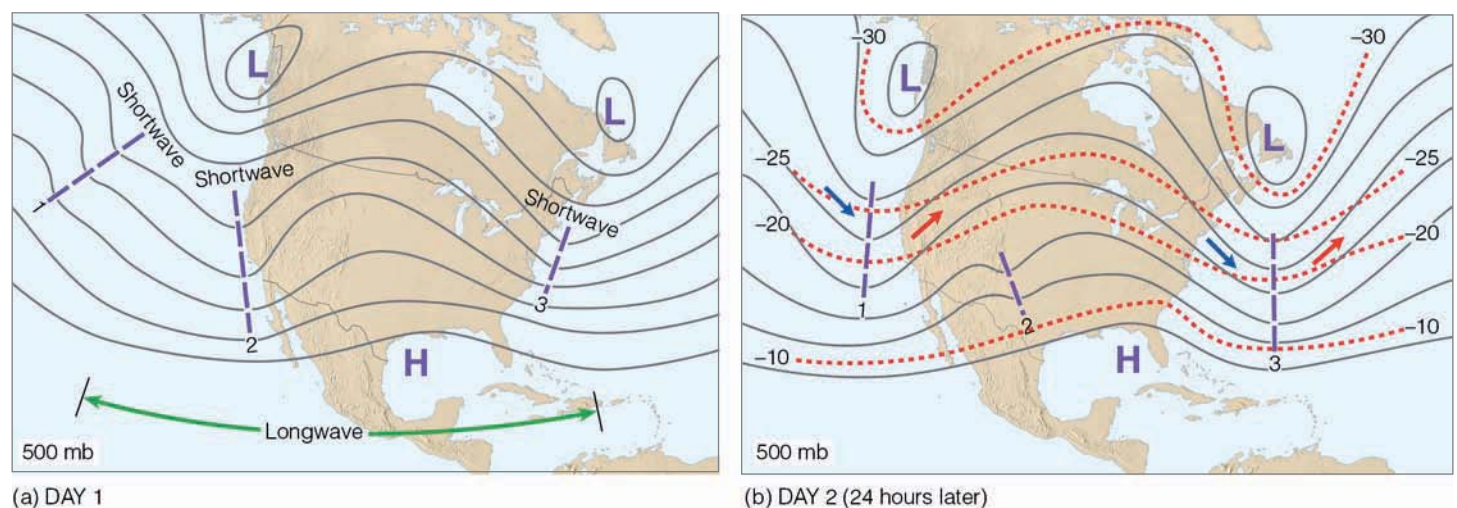 L
L
Shortwave
Shortwave
Shortwave
1
2
3
H
Longwave
500 mb
(a) DAY 1
–30
–30
L
L
–25
–25
–20
–20
1
2
3
–10
–10
H
500 mb
(b) DAY 2 (24 hours later)